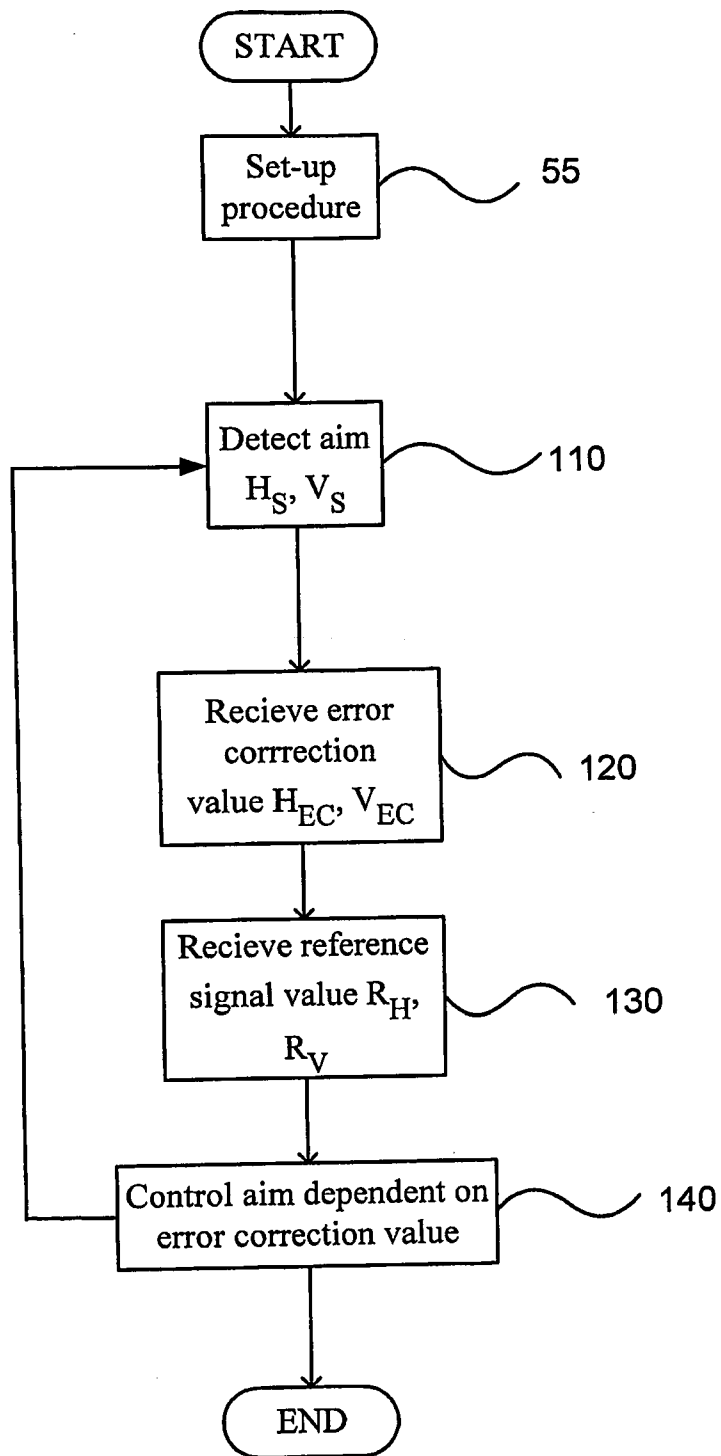 START
Set-up
procedure
55
Detect aim
H_S, V_S
110
Recieve error
corrrection
value H_EC, V_EC
120
Recieve reference
signal value R_H,
R_V
130
Control aim dependent on
error correction value
140
END